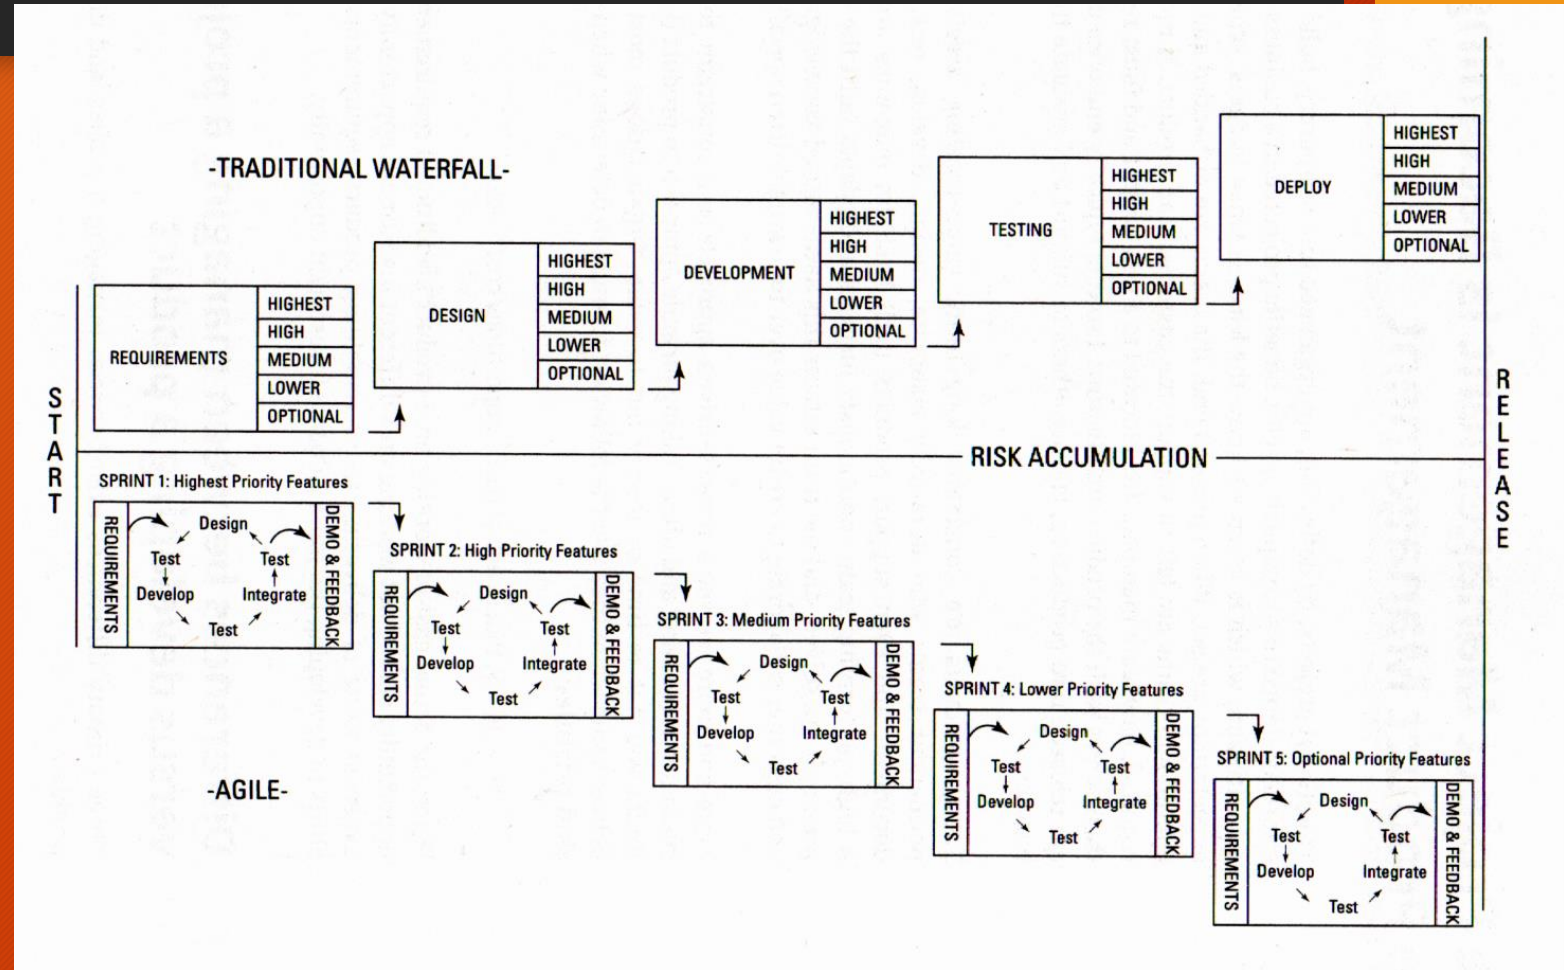 -TRADITIONAL WATERFALL-
START
REQUIREMENTS
HIGHEST
HIGH
MEDIUM
LOWER
OPTIONAL
DESIGN
HIGHEST
HIGH
MEDIUM
LOWER
OPTIONAL
DEVELOPMENT
HIGHEST
HIGH
MEDIUM
LOWER
OPTIONAL
TESTING
HIGHEST
HIGH
MEDIUM
LOWER
OPTIONAL
DEPLOY
HIGHEST
HIGH
MEDIUM
LOWER
OPTIONAL
RELEASE
RISK ACCUMULATION
SPRINT 1: Highest Priority Features
REQUIREMENTS
Design
Test
Develop
Test
Integrate
Test
DEMO & FEEDBACK
SPRINT 2: High Priority Features
REQUIREMENTS
Design
Test
Develop
Test
Integrate
Test
DEMO & FEEDBACK
SPRINT 3: Medium Priority Features
REQUIREMENTS
Design
Test
Develop
Test
Integrate
Test
DEMO & FEEDBACK
SPRINT 4: Lower Priority Features
REQUIREMENTS
Design
Test
Develop
Test
Integrate
Test
DEMO & FEEDBACK
SPRINT 5: Optional Priority Features
REQUIREMENTS
Design
Test
Develop
Test
Integrate
Test
DEMO & FEEDBACK
-AGILE-